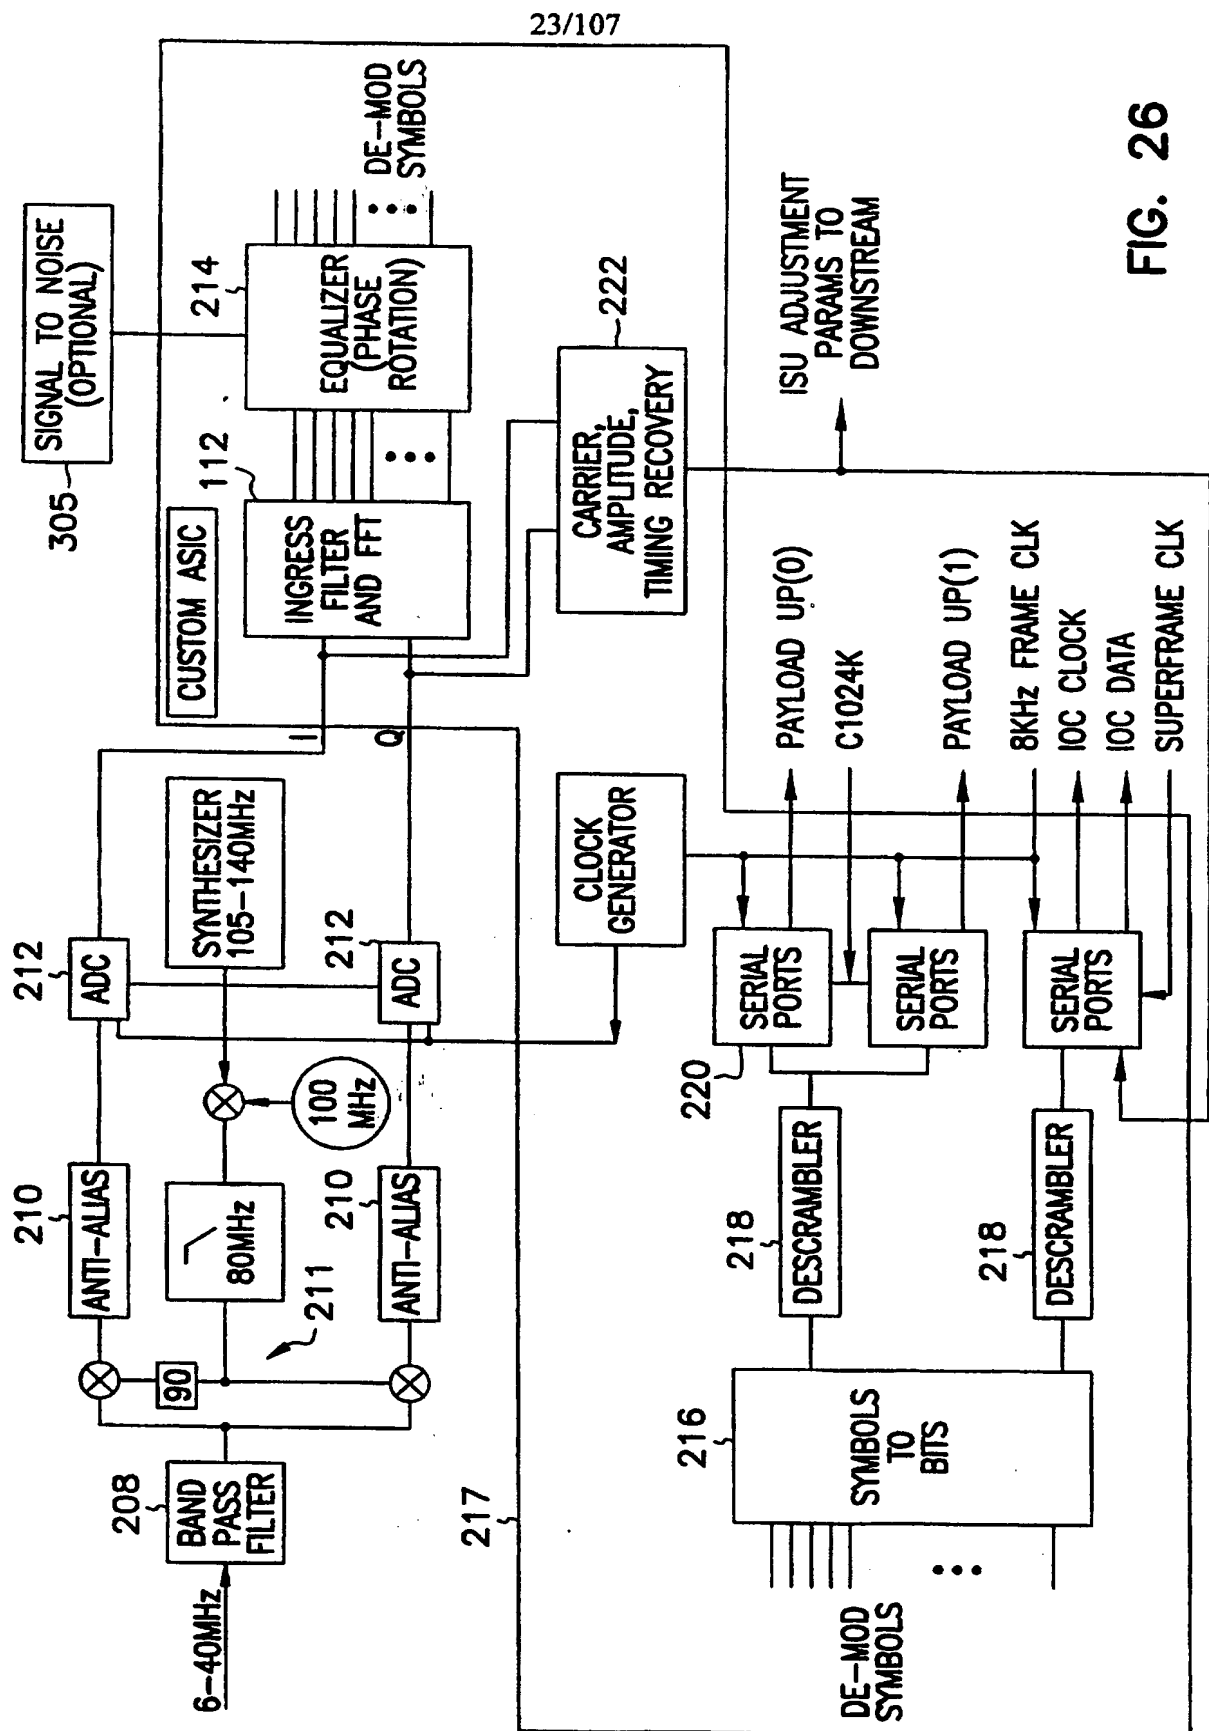 23/107
305
SIGNAL TO NOISE
(OPTIONAL)
CUSTOM ASIC
6-40MHz
208
BAND
PASS
FILTER
90
211
210
ANTI-ALIAS
80MHz
210
ANTI-ALIAS
100
MHz
212
ADC
SYNTHESIZER
105-140MHz
212
ADC
I
Q
112
INGRESS
FILTER
AND FFT
214
EQUALIZER
(PHASE
ROTATION)
DE-MOD
SYMBOLS
222
CARRIER,
AMPLITUDE,
TIMING RECOVERY
CLOCK
GENERATOR
217
DE-MOD
SYMBOLS
216
SYMBOLS
TO
BITS
218
DESCRAMBLER
218
DESCRAMBLER
220
SERIAL
PORTS
SERIAL
PORTS
SERIAL
PORTS
PAYLOAD UP(0)
C1024K
PAYLOAD UP(1)
8KHz FRAME CLK
IOC CLOCK
IOC DATA
SUPERFRAME CLK
ISU ADJUSTMENT
PARAMS TO
DOWNSTREAM
FIG. 26